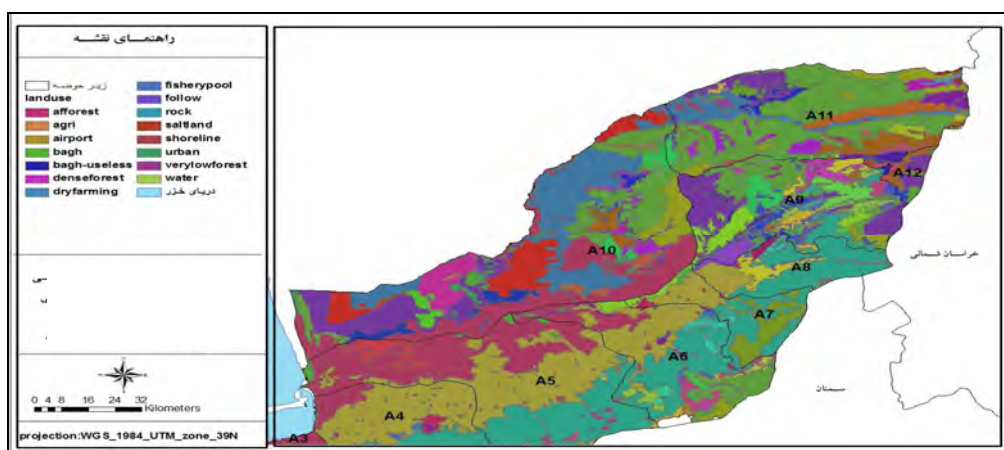 راهنمای نقشه
زیر حوضه
landuse
afforest
agri
airport
bagh
bagh-useless
denseforest
dryfarming
fisherypool
follow
rock
saltland
shoreline
urban
verylowforest
water
دریای خزر
0 4 8 16 24 32
Kilometers
projection:WGS_1984_UTM_zone_39N
A11
A12
A9
A10
A8
خراسان شمالی
A7
A6
A5
سمنان
A4
A3